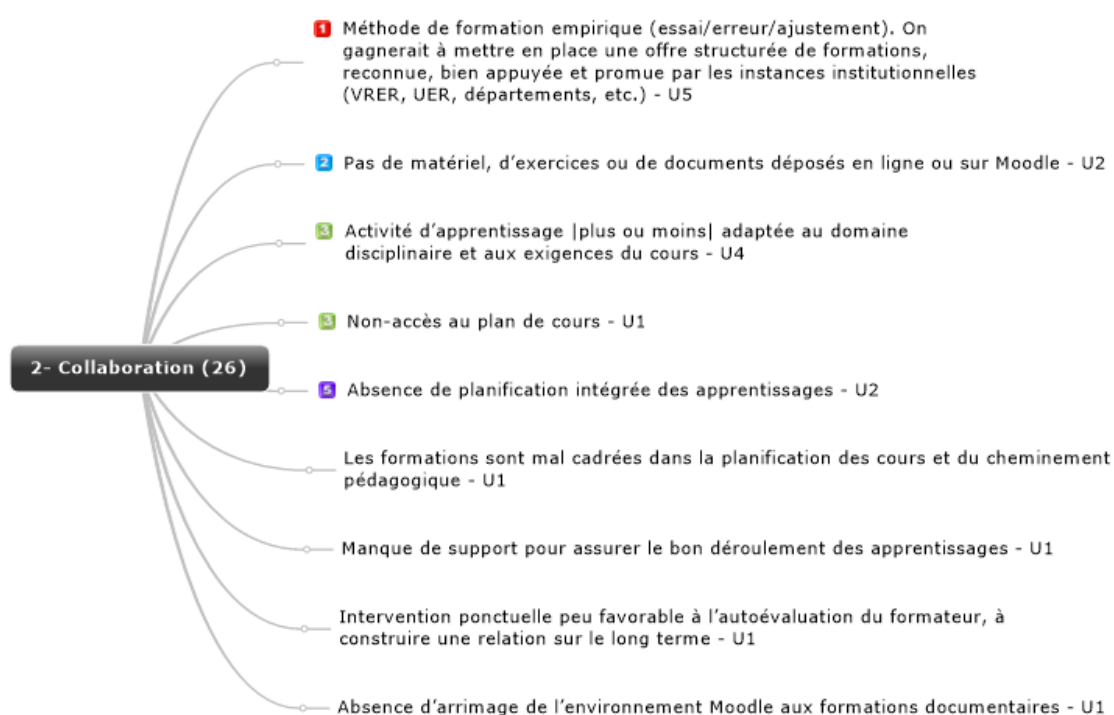 1 Méthode de formation empirique (essai/erreur/ajustement). On
gagnerait à mettre en place une offre structurée de formations,
reconnue, bien appuyée et promue par les instances institutionnelles
(VRER, UER, départements, etc.) - U5
2 Pas de matériel, d'exercices ou de documents déposés en ligne ou sur Moodle - U2
3 Activité d'apprentissage |plus ou moins| adaptée au domaine
disciplinaire et aux exigences du cours - U4
3 Non-accès au plan de cours - U1
2- Collaboration (26)
5 Absence de planification intégrée des apprentissages - U2
Les formations sont mal cadrées dans la planification des cours et du cheminement
pédagogique - U1
Manque de support pour assurer le bon déroulement des apprentissages - U1
Intervention ponctuelle peu favorable à l'autoévaluation du formateur, à
construire une relation sur le long terme - U1
Absence d'arrimage de l'environnement Moodle aux formations documentaires - U1